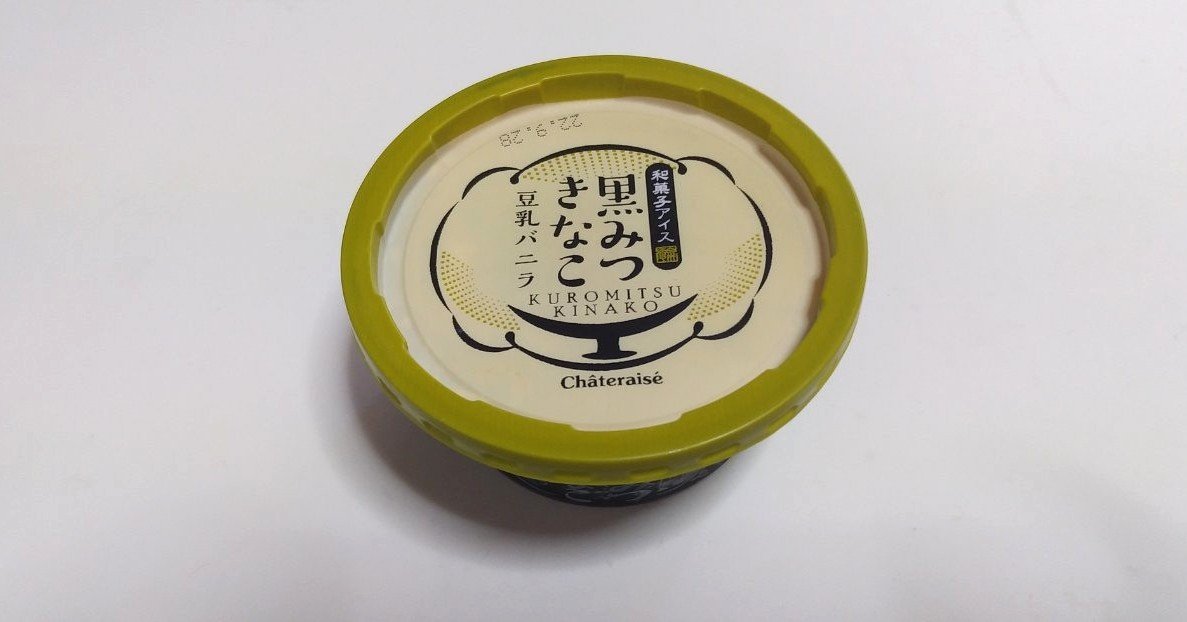 22.9.28
和菓子アイス
黒みつ
きなこ
豆乳バニラ
KUROMITSU
KINAKO
Châteraisé